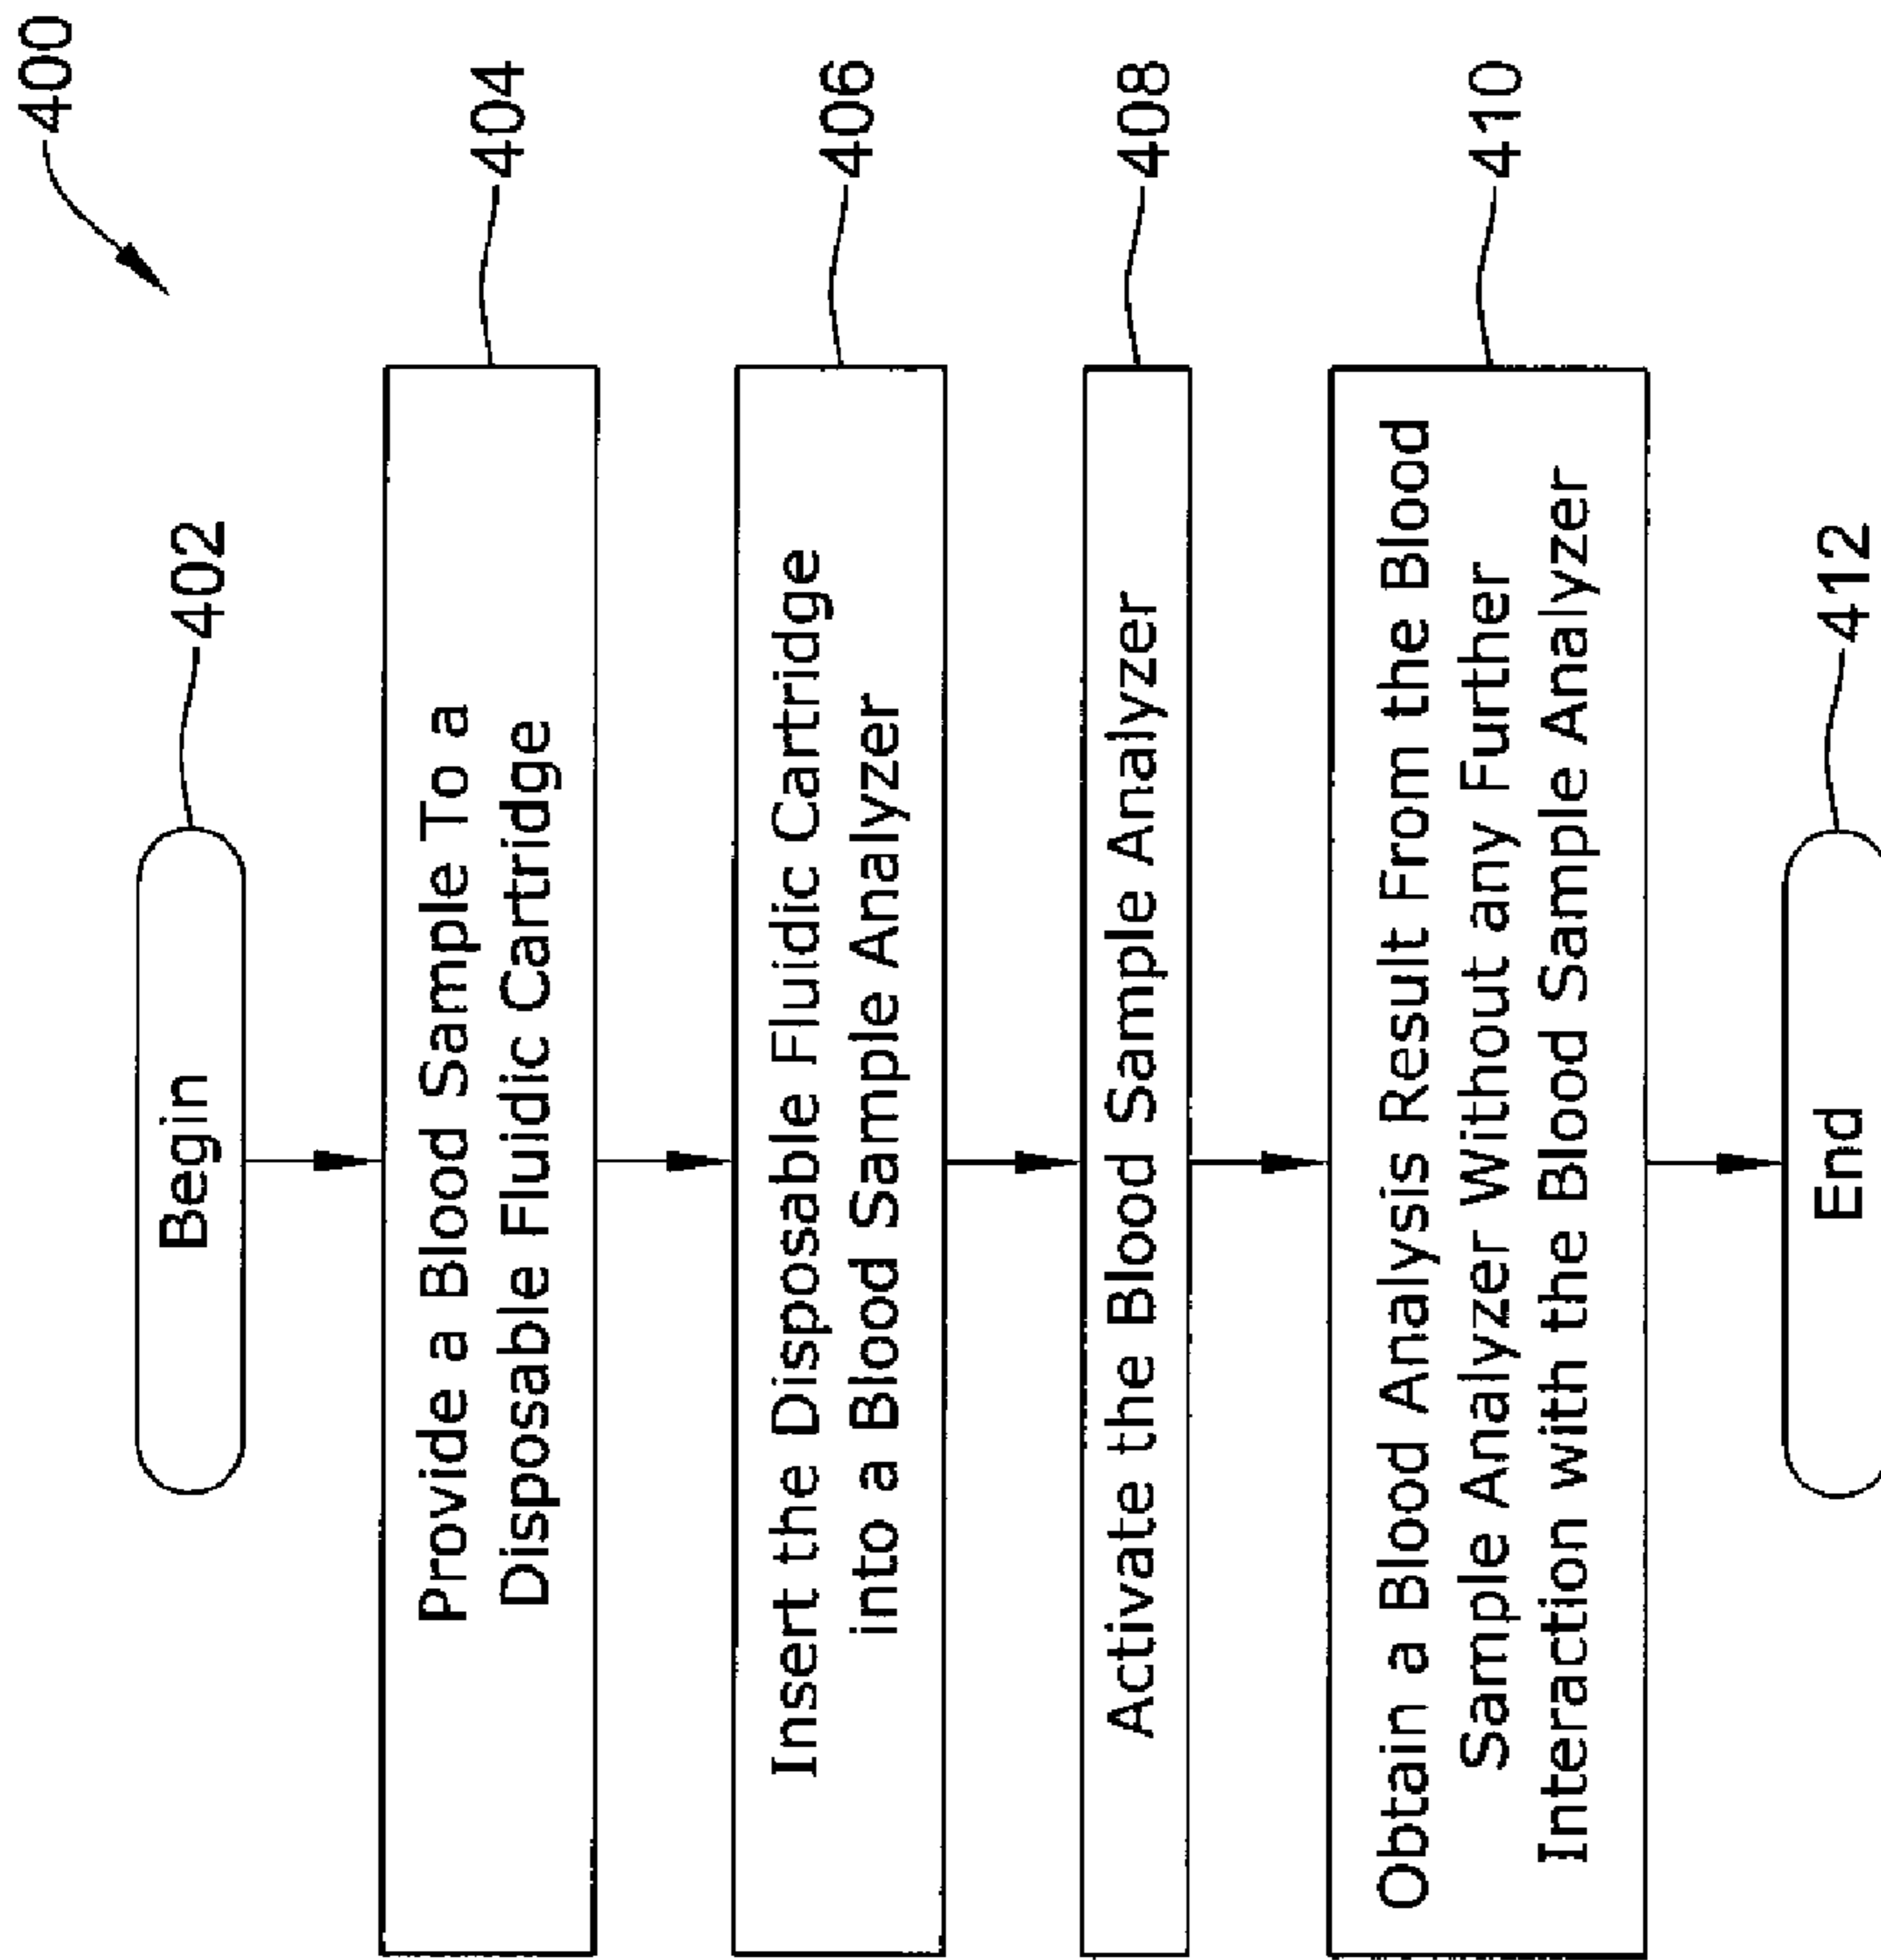 400
Begin
402
Provide a Blood Sample To a
Disposable Fluidic Cartridge
404
Insert the Disposable Fluidic Cartridge
into a Blood Sample Analyzer
406
Activate the Blood Sample Analyzer
408
Obtain a Blood Analysis Result From the Blood
Sample Analyzer Without any Further
Interaction with the Blood Sample Analyzer
410
End
412